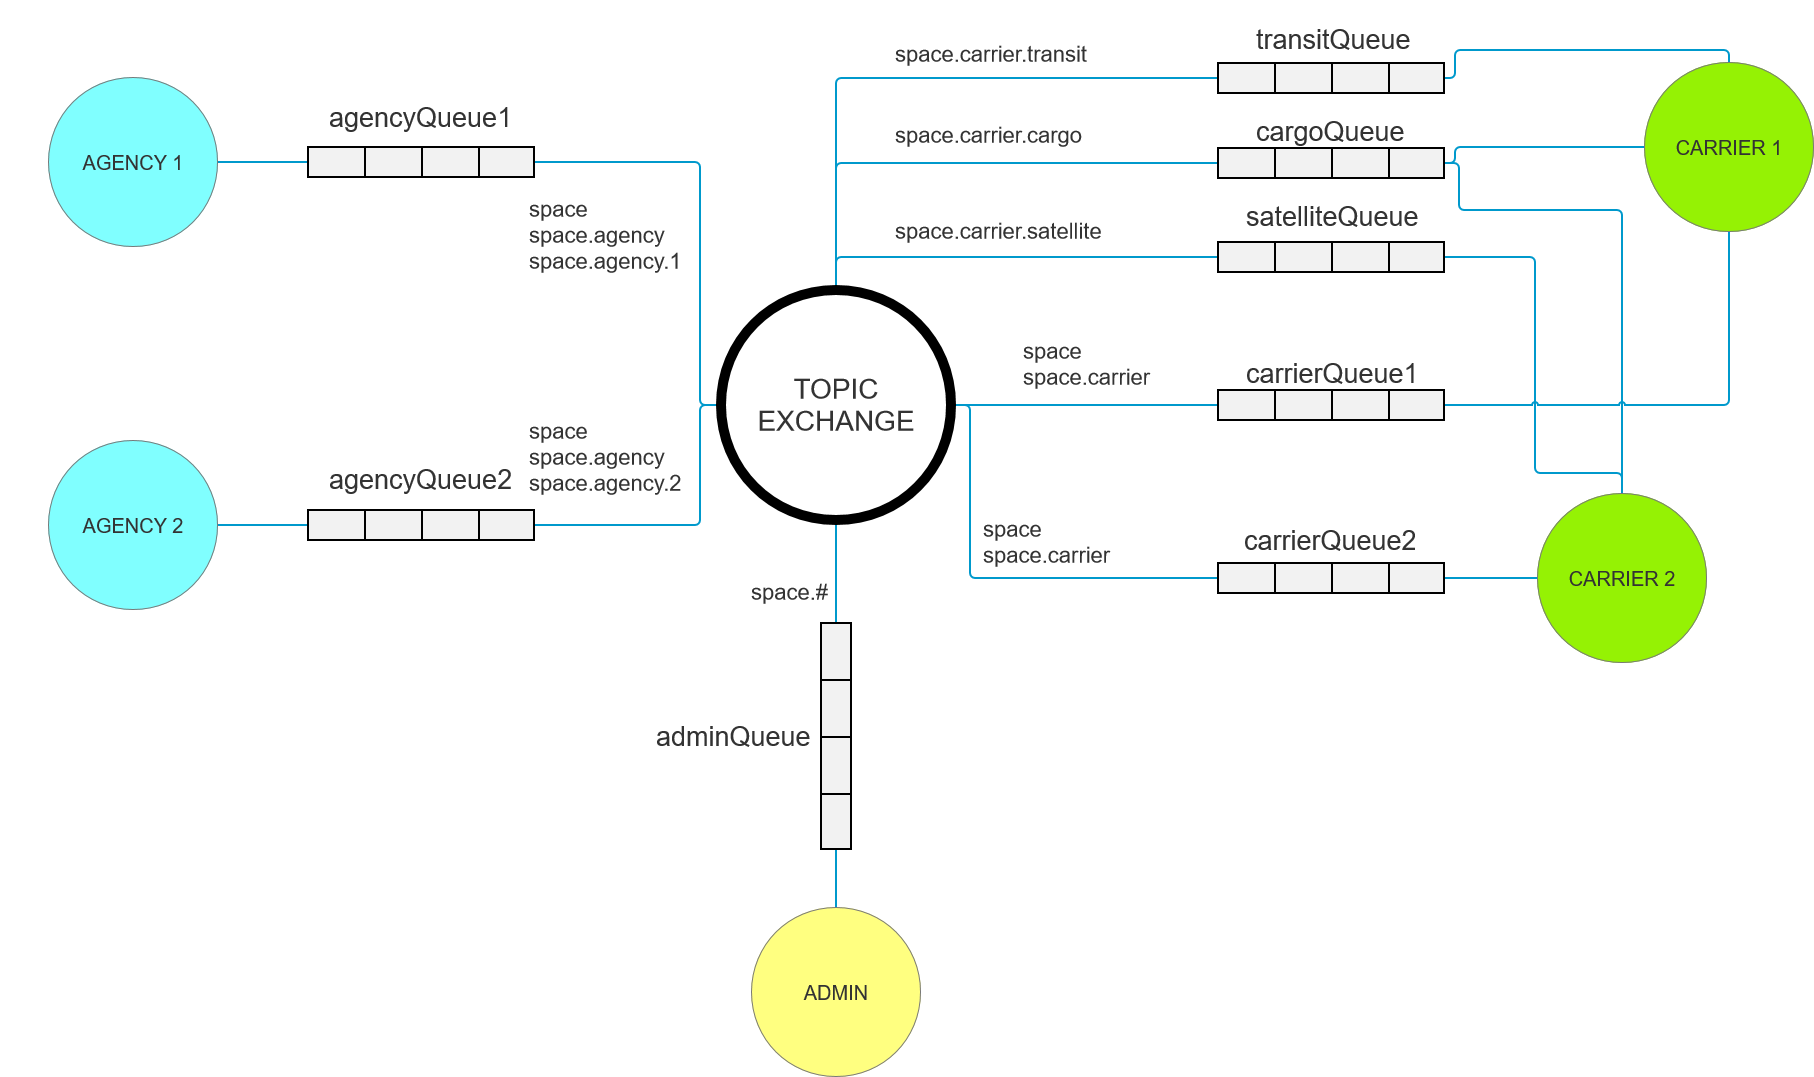 transitQueue
space.carrier.transit
agencyQueue1
cargoQueue
space.carrier.cargo
CARRIER 1
AGENCY 1
space
space.agency
space.agency.1
satelliteQueue
space.carrier.satellite
space
space.carrier
carrierQueue1
TOPIC
EXCHANGE
space
space.agency
space.agency.2
agencyQueue2
AGENCY 2
space
space.carrier
carrierQueue2
CARRIER 2
space.#
adminQueue
ADMIN